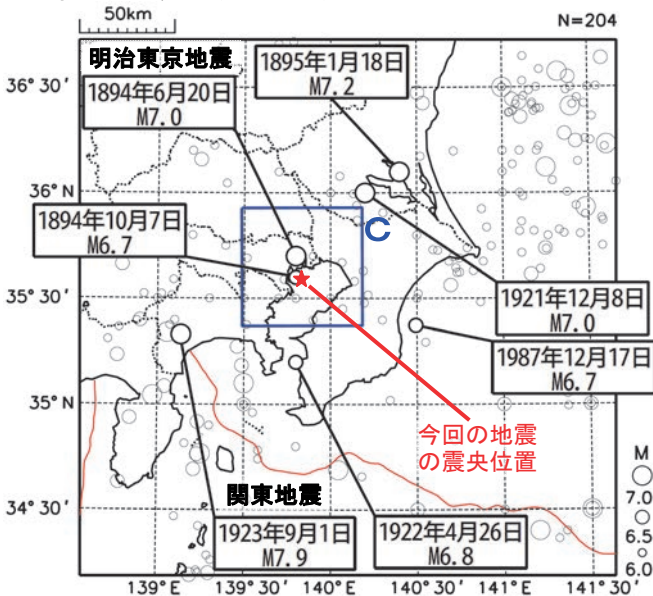 50km
N=204
明治東京地震
1894年6月20日
M7.0
1895年1月18日
M7.2
36°30′
36°N
1894年10月7日
M6.7
C
35°30′
1921年12月8日
M7.0
1987年12月17日
M6.7
35°N
今回の地震
の震央位置
34°30′
関東地震
1923年9月1日
M7.9
1922年4月26日
M6.8
M
7.0
6.5
6.0
139°E
139°30′
140°E
140°30′
141°E
141°30′